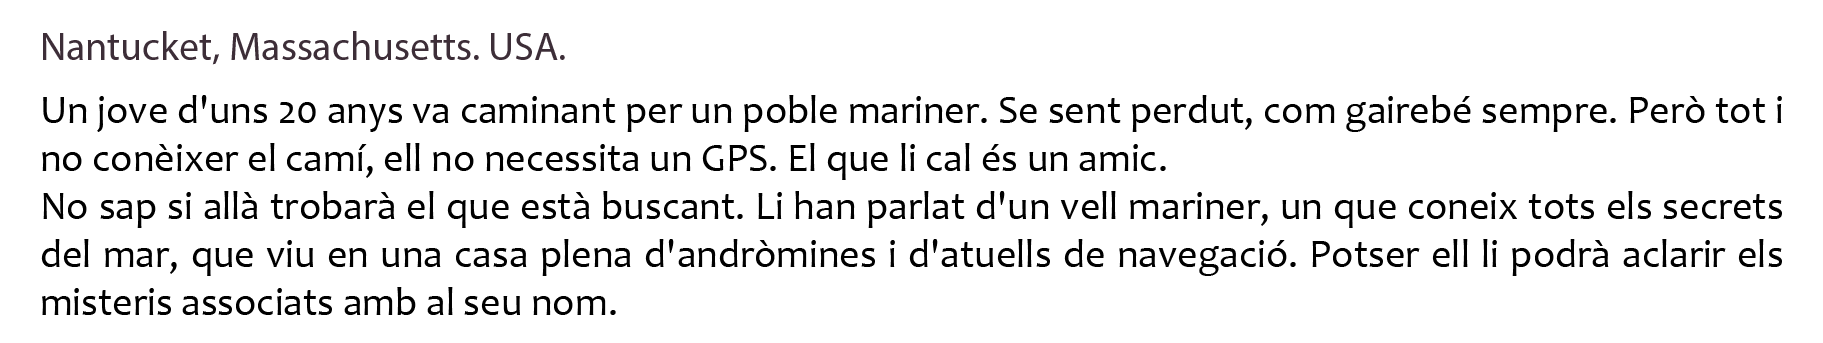 Nantucket, Massachusetts. USA.
Un jove d'uns 20 anys va caminant per un poble mariner. Se sent perdut, com gairebé sempre. Però tot i
no conèixer el camí, ell no necessita un GPS. El que li cal és un amic.
No sap si allà trobarà el que està buscant. Li han parlat d'un vell mariner, un que coneix tots els secrets
del mar, que viu en una casa plena d'andròmines i d'atuells de navegació. Potser ell li podrà aclarir els
misteris associats amb al seu nom.